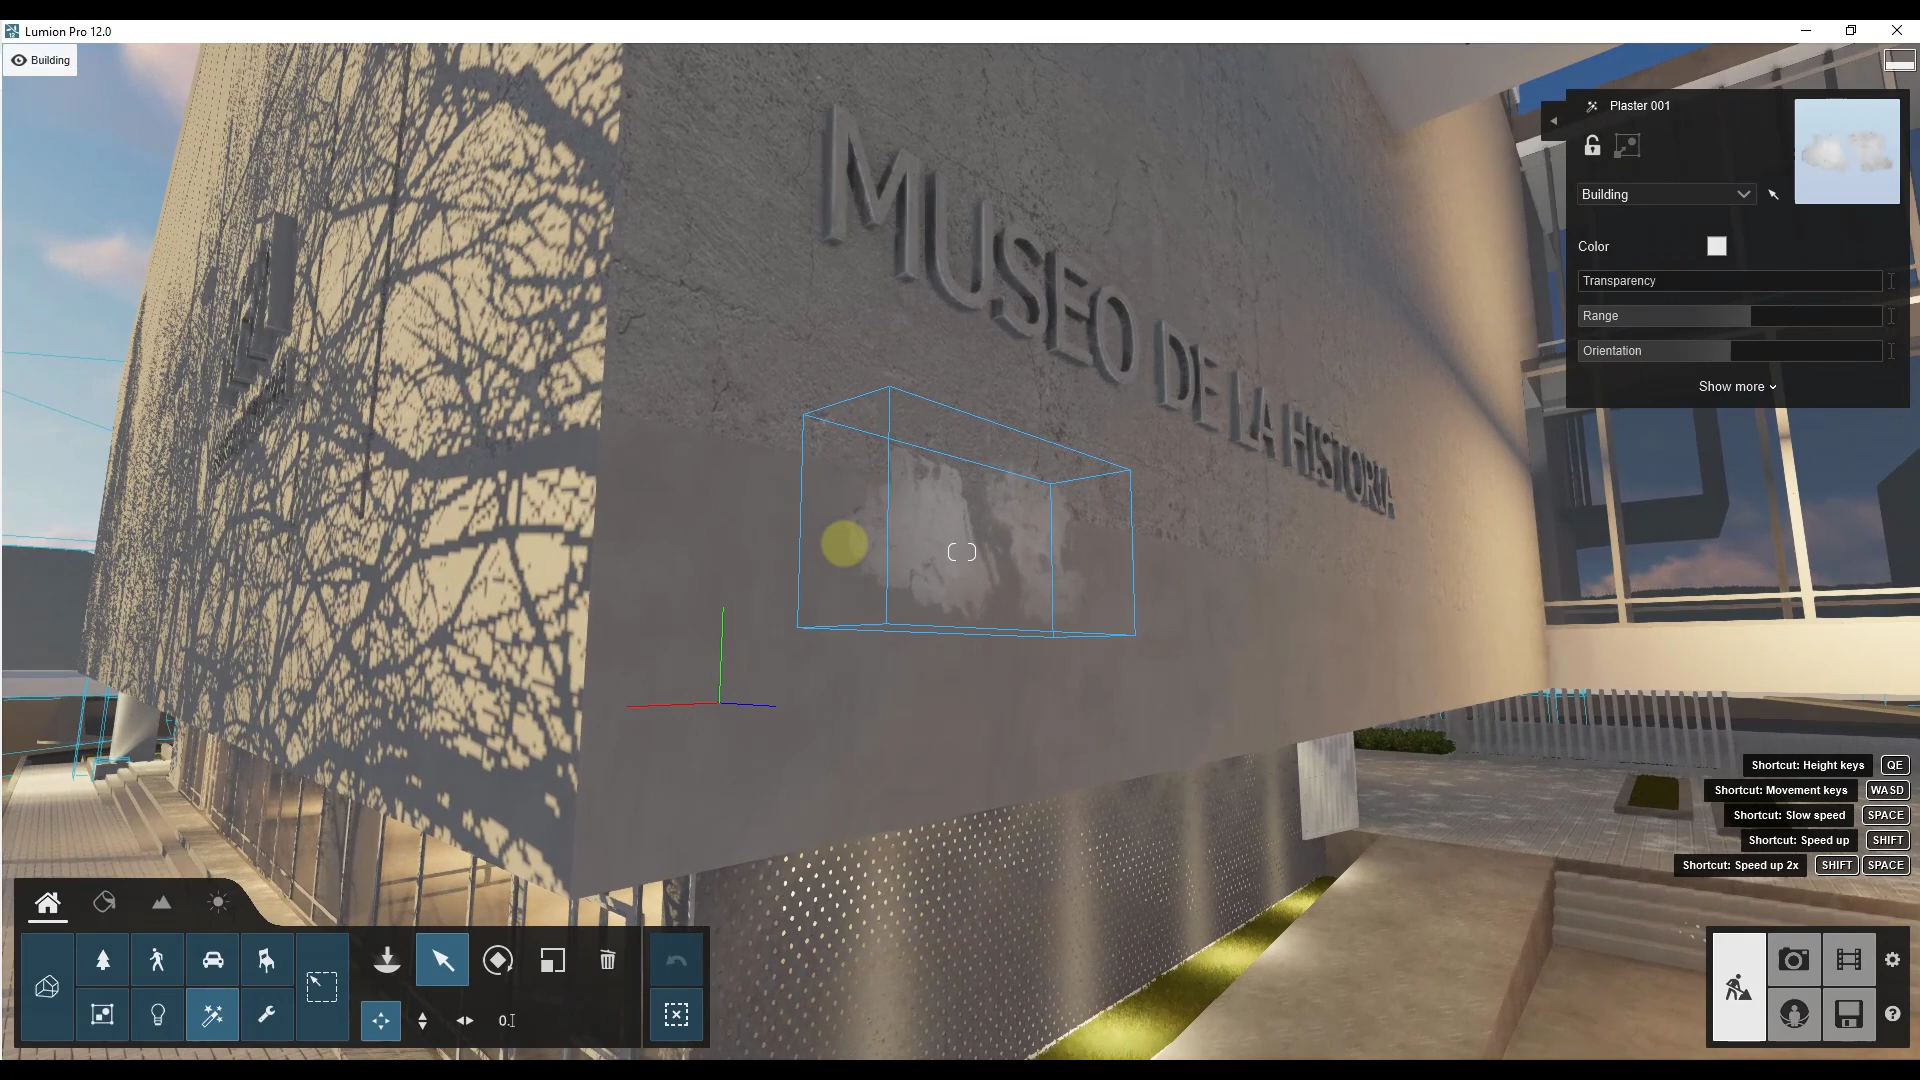 Lumion Pro 12.0
Building
MUSEO DE LA HISTORIA
Plaster 001
Building
Color
Transparency
Range
Orientation
Show more
Shortcut: Height keys QE
Shortcut: Movement keys WASD
Shortcut: Slow speed SPACE
Shortcut: Speed up SHIFT
Shortcut: Speed up 2x SHIFT SPACE
0.
?